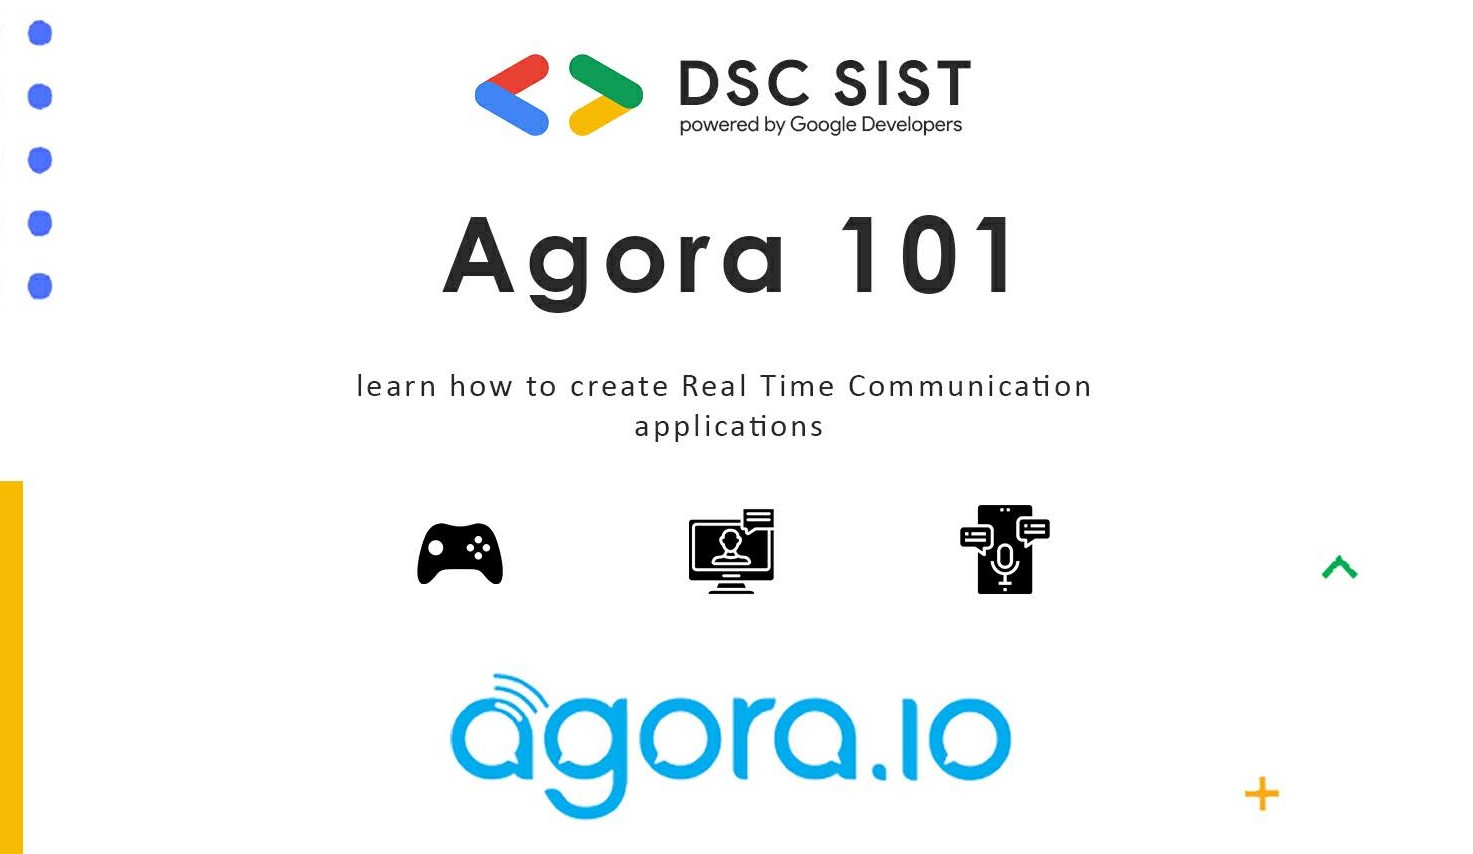 DSC SIST
powered by Google Developers
Agora 101
learn how to create Real Time Communication
applications
agora.io